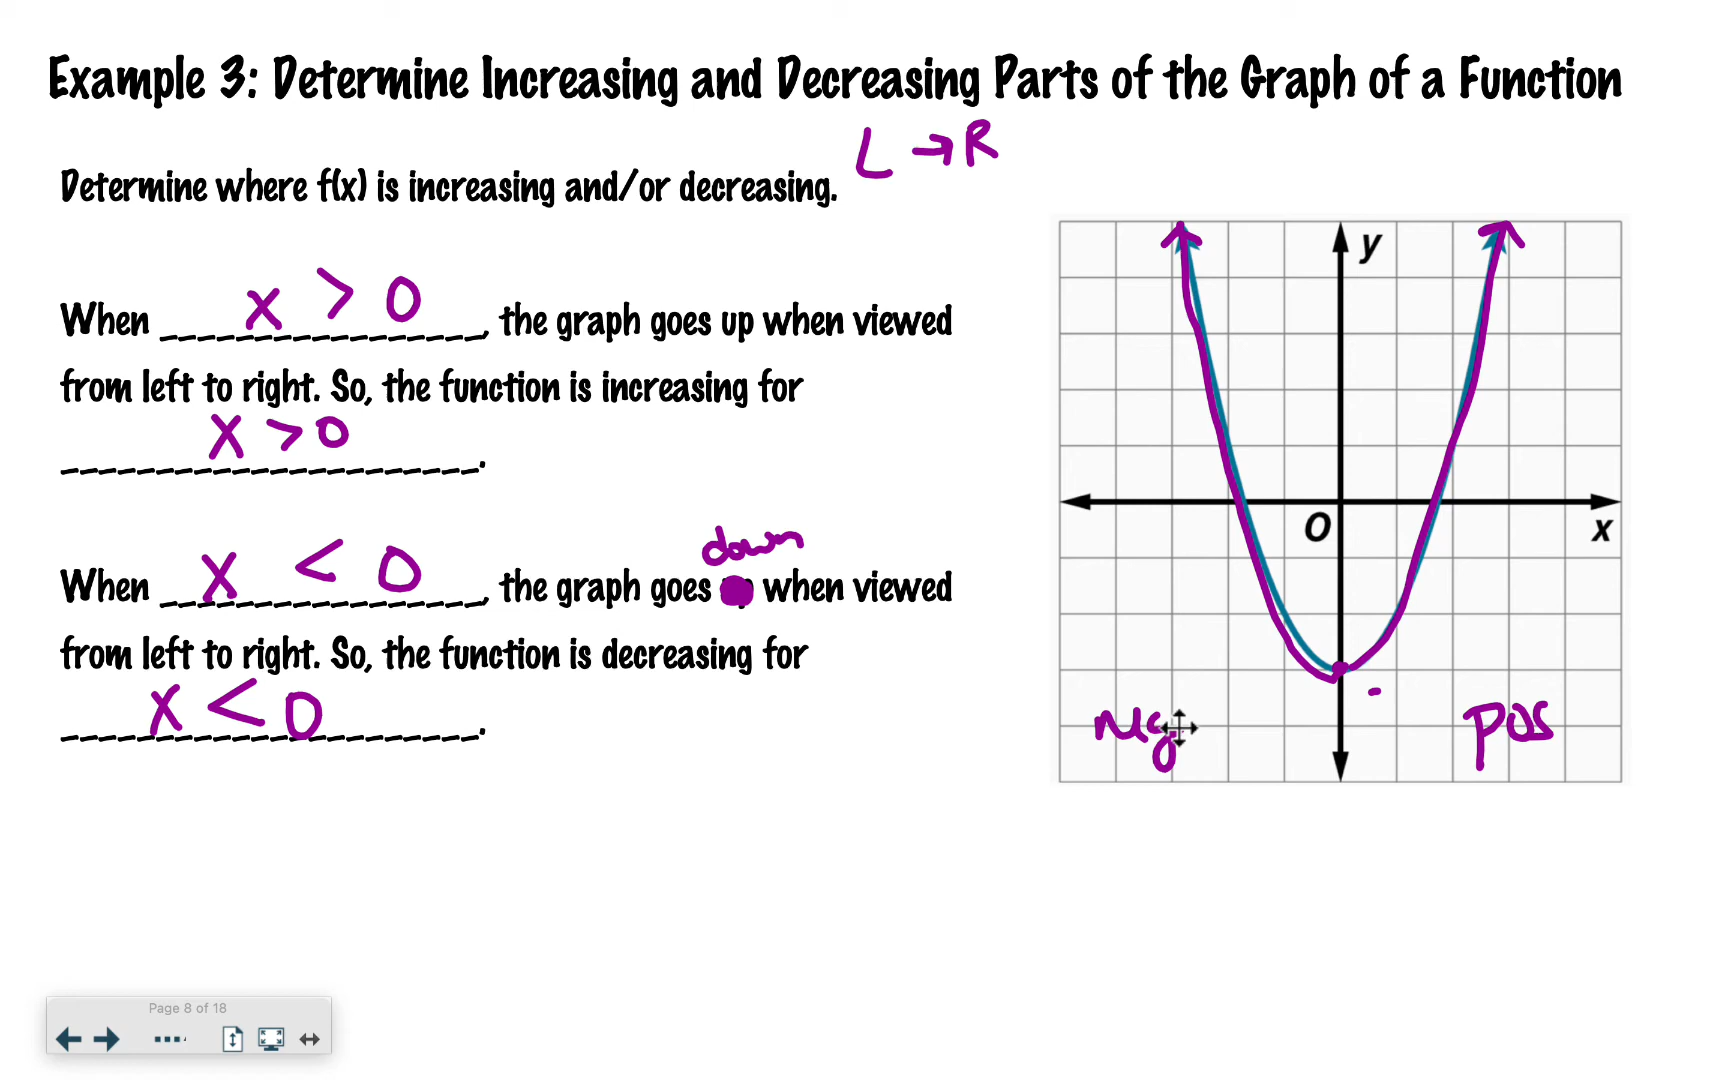 Example 3: Determine Increasing and Decreasing Parts of the Graph of a Function
L → R
Determine where f(x) is increasing and/or decreasing.
When x > 0, the graph goes up when viewed
from left to right. So, the function is increasing for
x > 0.
When x < 0, the graph goes down when viewed
from left to right. So, the function is decreasing for
x < 0.
y
O
x
neg
pos
Page 8 of 18